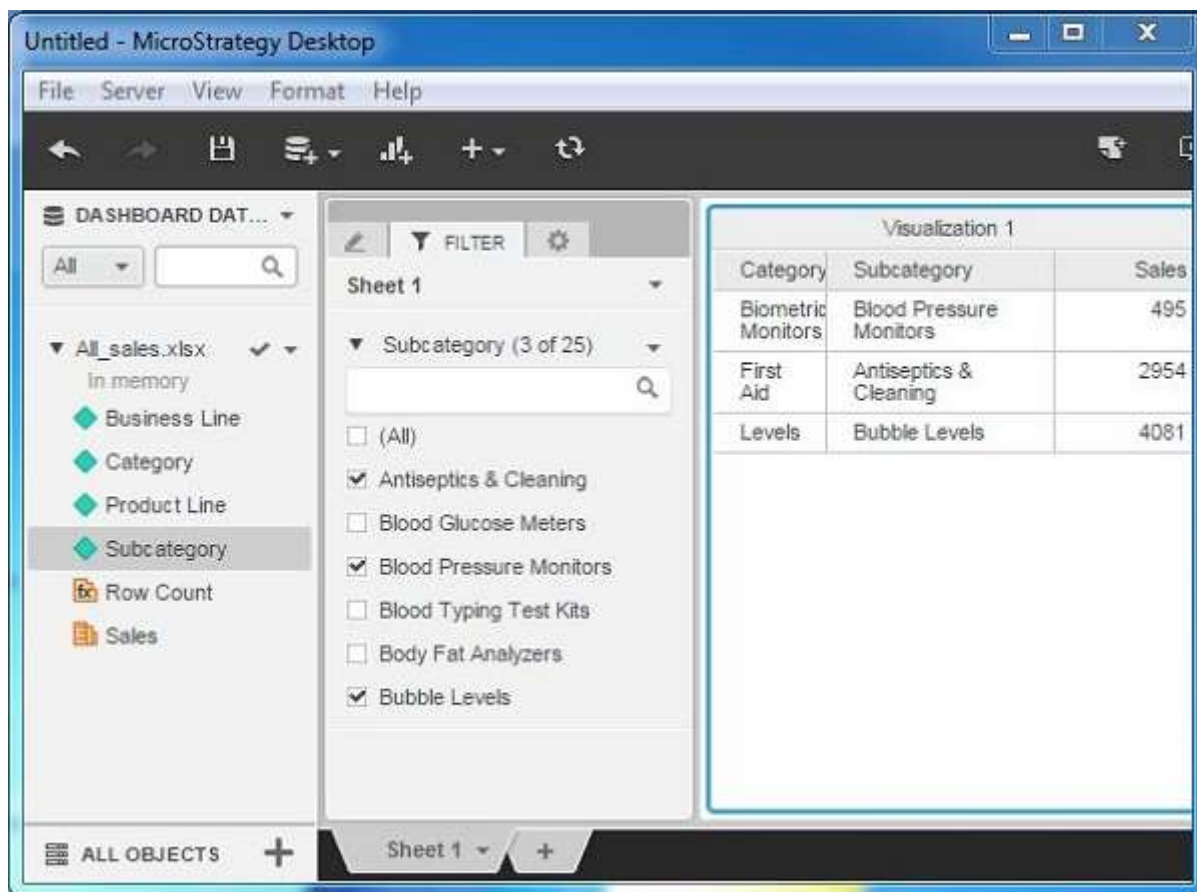 Untitled - MicroStrategy Desktop
File Server View Format Help
DASHBOARD DAT...
All
All_sales.xlsx
In memory
Business Line
Category
Product Line
Subcategory
fx Row Count
Sales
ALL OBJECTS
FILTER
Sheet 1
Subcategory (3 of 25)
(All)
Antiseptics & Cleaning
Blood Glucose Meters
Blood Pressure Monitors
Blood Typing Test Kits
Body Fat Analyzers
Bubble Levels
Visualization 1
Category Subcategory Sales
Biometric Blood Pressure 495
Monitors Monitors
First Antiseptics & 2954
Aid Cleaning
Levels Bubble Levels 4081
Sheet 1